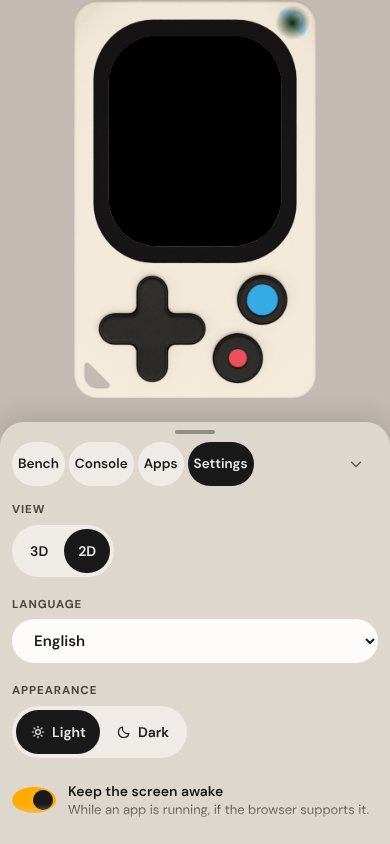 Bench
Console
Apps
Settings
VIEW
3D
2D
LANGUAGE
English
APPEARANCE
Light
Dark
Keep the screen awake
While an app is running, if the browser supports it.